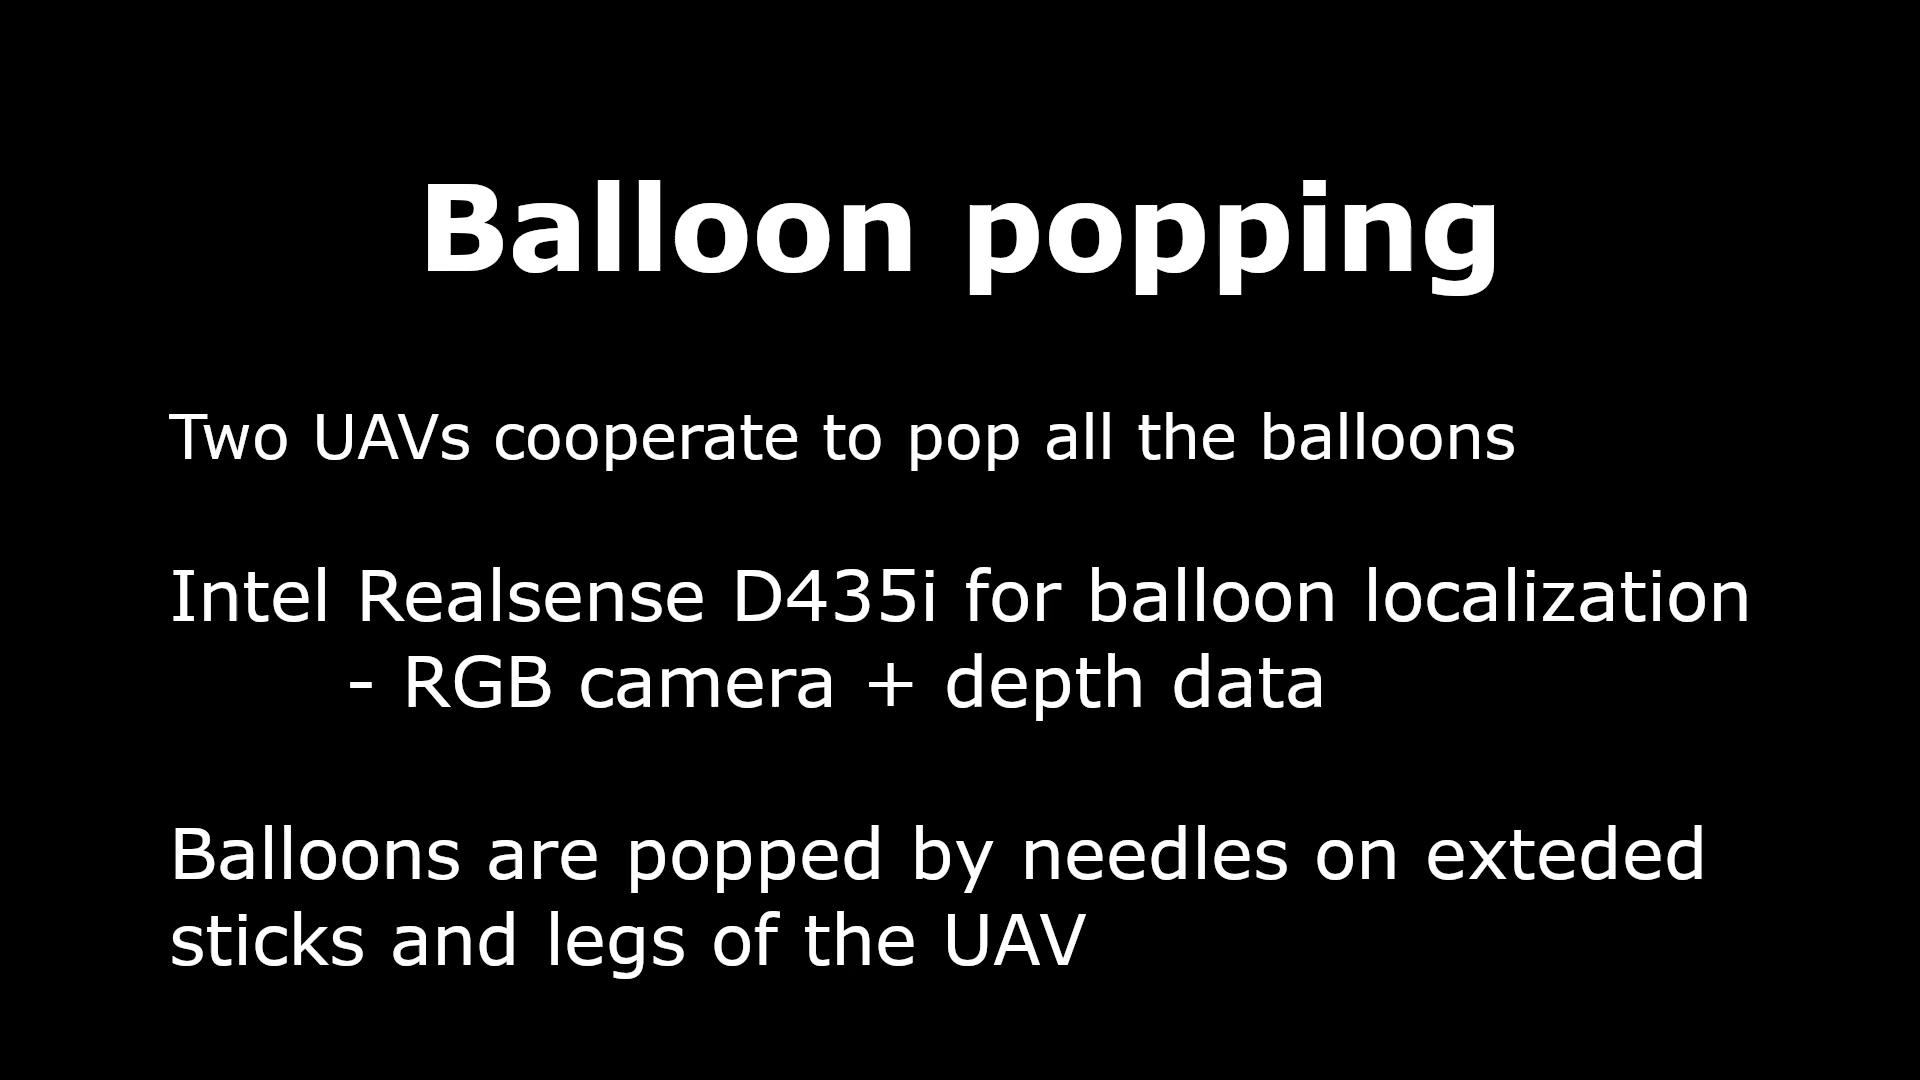 Balloon popping
Two UAVs cooperate to pop all the balloons
Intel Realsense D435i for balloon localization
- RGB camera + depth data
Balloons are popped by needles on exteded
sticks and legs of the UAV